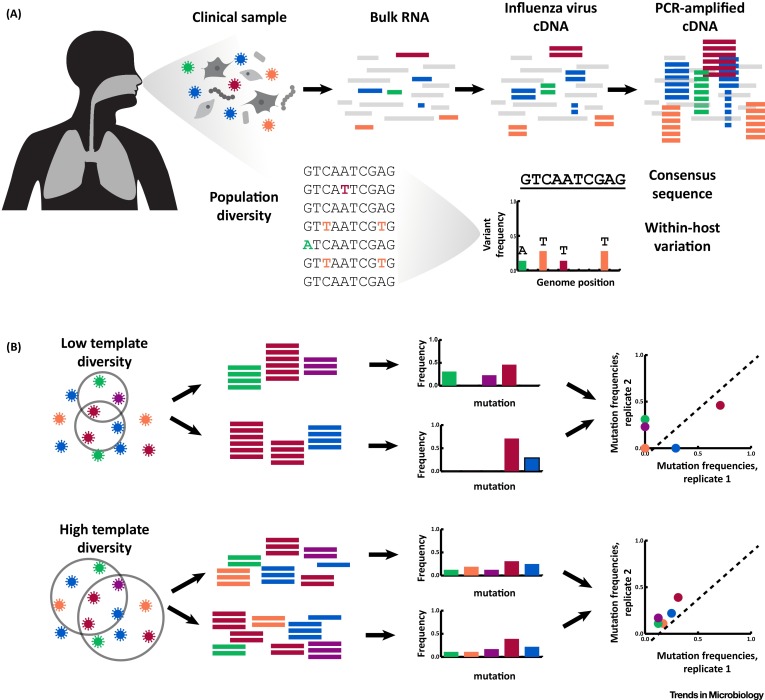 (A)
Clinical sample
Bulk RNA
Influenza virus
cDNA
PCR-amplified
cDNA
Population
diversity
GTCAATCGAG
GTCATTCGAG
GTCAATCGAG
GTTAATCGTG
ATCAATCGAG
GTTAATCGTG
GTCAATCGAG
GTCAATCGAG
Consensus
sequence
Within-host
variation
Variant
frequency
1.0
0.5
0.0
A T T T
Genome position
(B)
Low template
diversity
Frequency
1.0
0.5
0.0
mutation
Frequency
1.0
0.5
0.0
mutation
Mutation frequencies,
replicate 2
1.0
0.5
0.0
0.0 0.5 1.0
Mutation frequencies,
replicate 1
High template
diversity
Frequency
1.0
0.5
0.0
mutation
Frequency
1.0
0.5
0.0
mutation
Mutation frequencies,
replicate 2
1.0
0.5
0.0
0.0 0.5 1.0
Mutation frequencies,
replicate 1
Trends in Microbiology